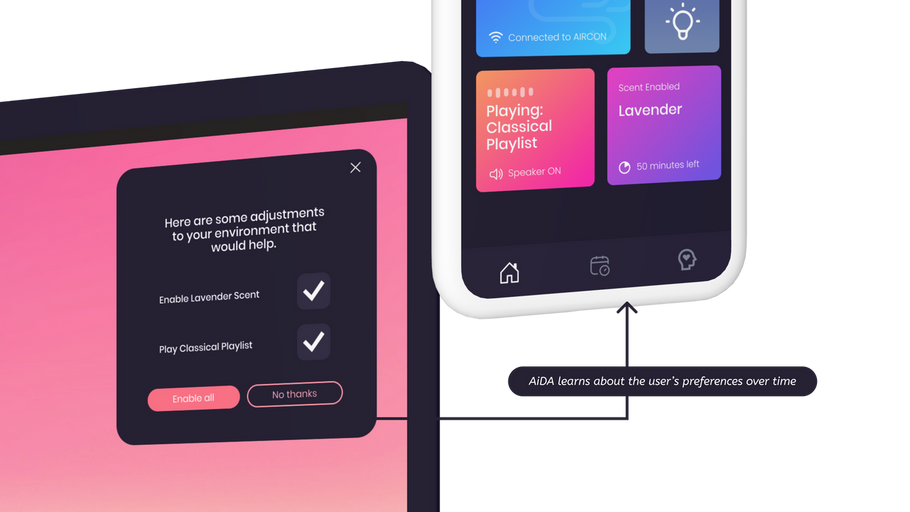 Connected to AIRCON
Playing:
Classical
Playlist
Speaker ON
Scent Enabled
Lavender
50 minutes left
Here are some adjustments
to your environment that
would help.
Enable Lavender Scent
Play Classical Playlist
Enable all
No thanks
AiDA learns about the user's preferences over time